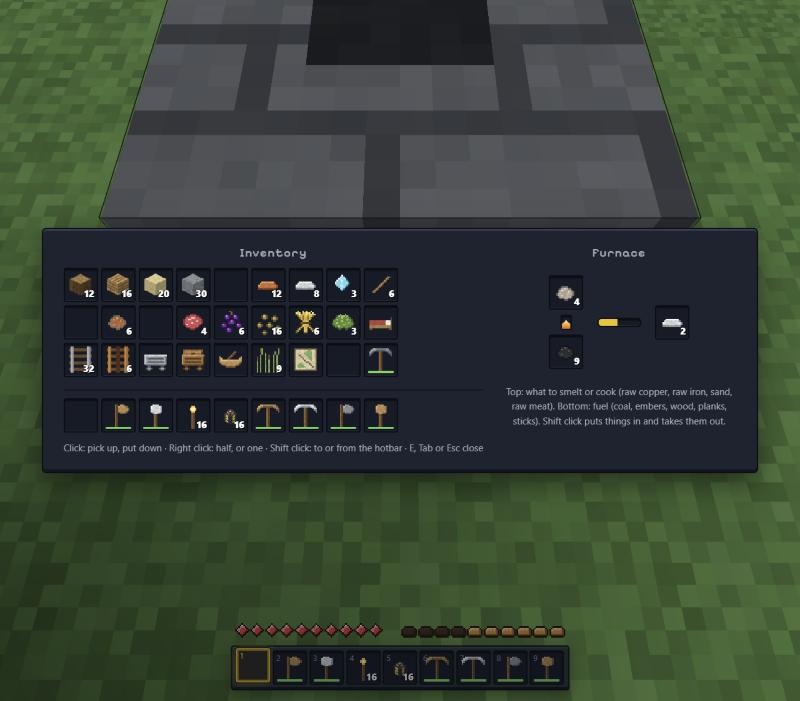 Inventory
Furnace
12 16 20 30 12 8 3 6
6 4 6 16 6 3
32 6 9
16 16
4
2
9
Top: what to smelt or cook (raw copper, raw iron, sand,
raw meat). Bottom: fuel (coal, embers, wood, planks,
sticks). Shift click puts things in and takes them out.
Click: pick up, put down · Right click: half, or one · Shift click: to or from the hotbar · E, Tab or Esc close
1 2 3 4 5 6 7 8 9
16 16